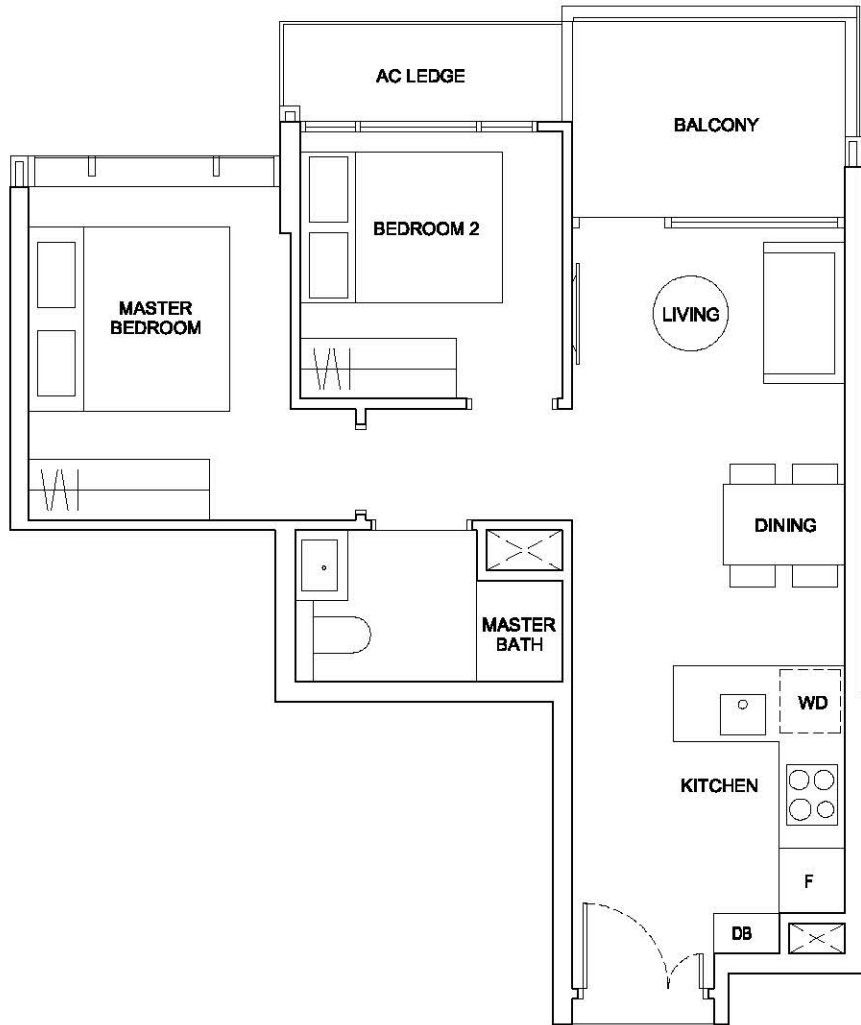 AC LEDGE
BALCONY
BEDROOM 2
MASTER
BEDROOM
LIVING
DINING
MASTER
BATH
WD
KITCHEN
F
DB